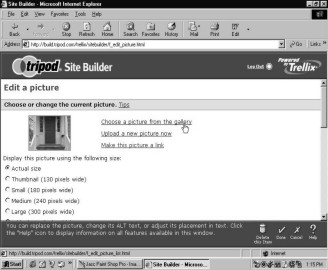 Site Builder - Microsoft Internet Explorer
File Edit View Favorites Tools Help
Back Stop Refresh Home Search Favorites History Mail Print Edit
Address http://build.tripod.com/trellix/sitebuilder/f_edit_picture.html Go Links
tripod. Site Builder Log Out Powered by Trellix
Edit a picture
Choose or change the current picture. Tips
Choose a picture from the gallery
Upload a new picture now
Make this picture a link
Display this picture using the following size:
Actual size
Thumbnail (130 pixels wide)
Small (180 pixels wide)
Medium (240 pixels wide)
Large (300 pixels wide)
You can replace the picture, change its ALT text, or adjust its placement in text. Click
the "Help" icon to display information on all features available in this window.
Delete this Item Done Cancel Help
http://build.tripod.com/trellix/sitebuilder/f_edit_picture_list.html Internet
Start Jasc Paint Shop Pro - Ima... Site Builder - Microso... 1:15 PM